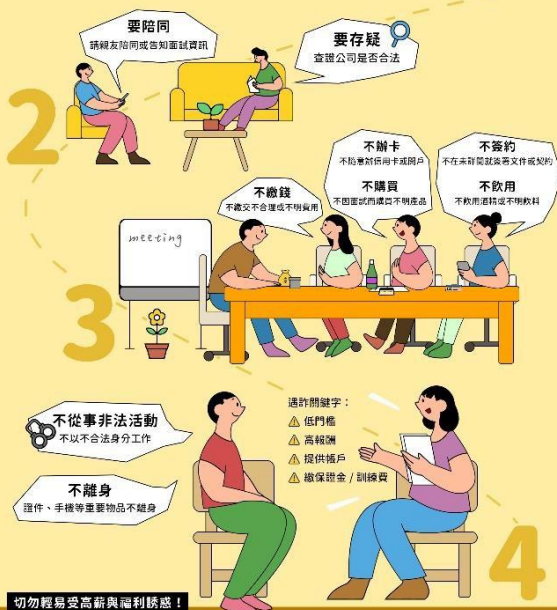 要陪同
請親友陪同或告知面試資訊
要存疑
查證公司是否合法
2
不繳錢
不繳交不合理或不明費用
不辦卡
不隨意辦信用卡或開戶
不購買
不因面試而購買不明產品
不簽約
不在未詳閱就簽署文件或契約
不飲用
不飲用酒精或不明飲料
meeting
3
不從事非法活動
不以不合法身分工作
不離身
證件、手機等重要物品不離身
遇詐關鍵字：
低門檻
高報酬
提供帳戶
繳保證金 / 訓練費
4
切勿輕易受高薪與福利誘惑！